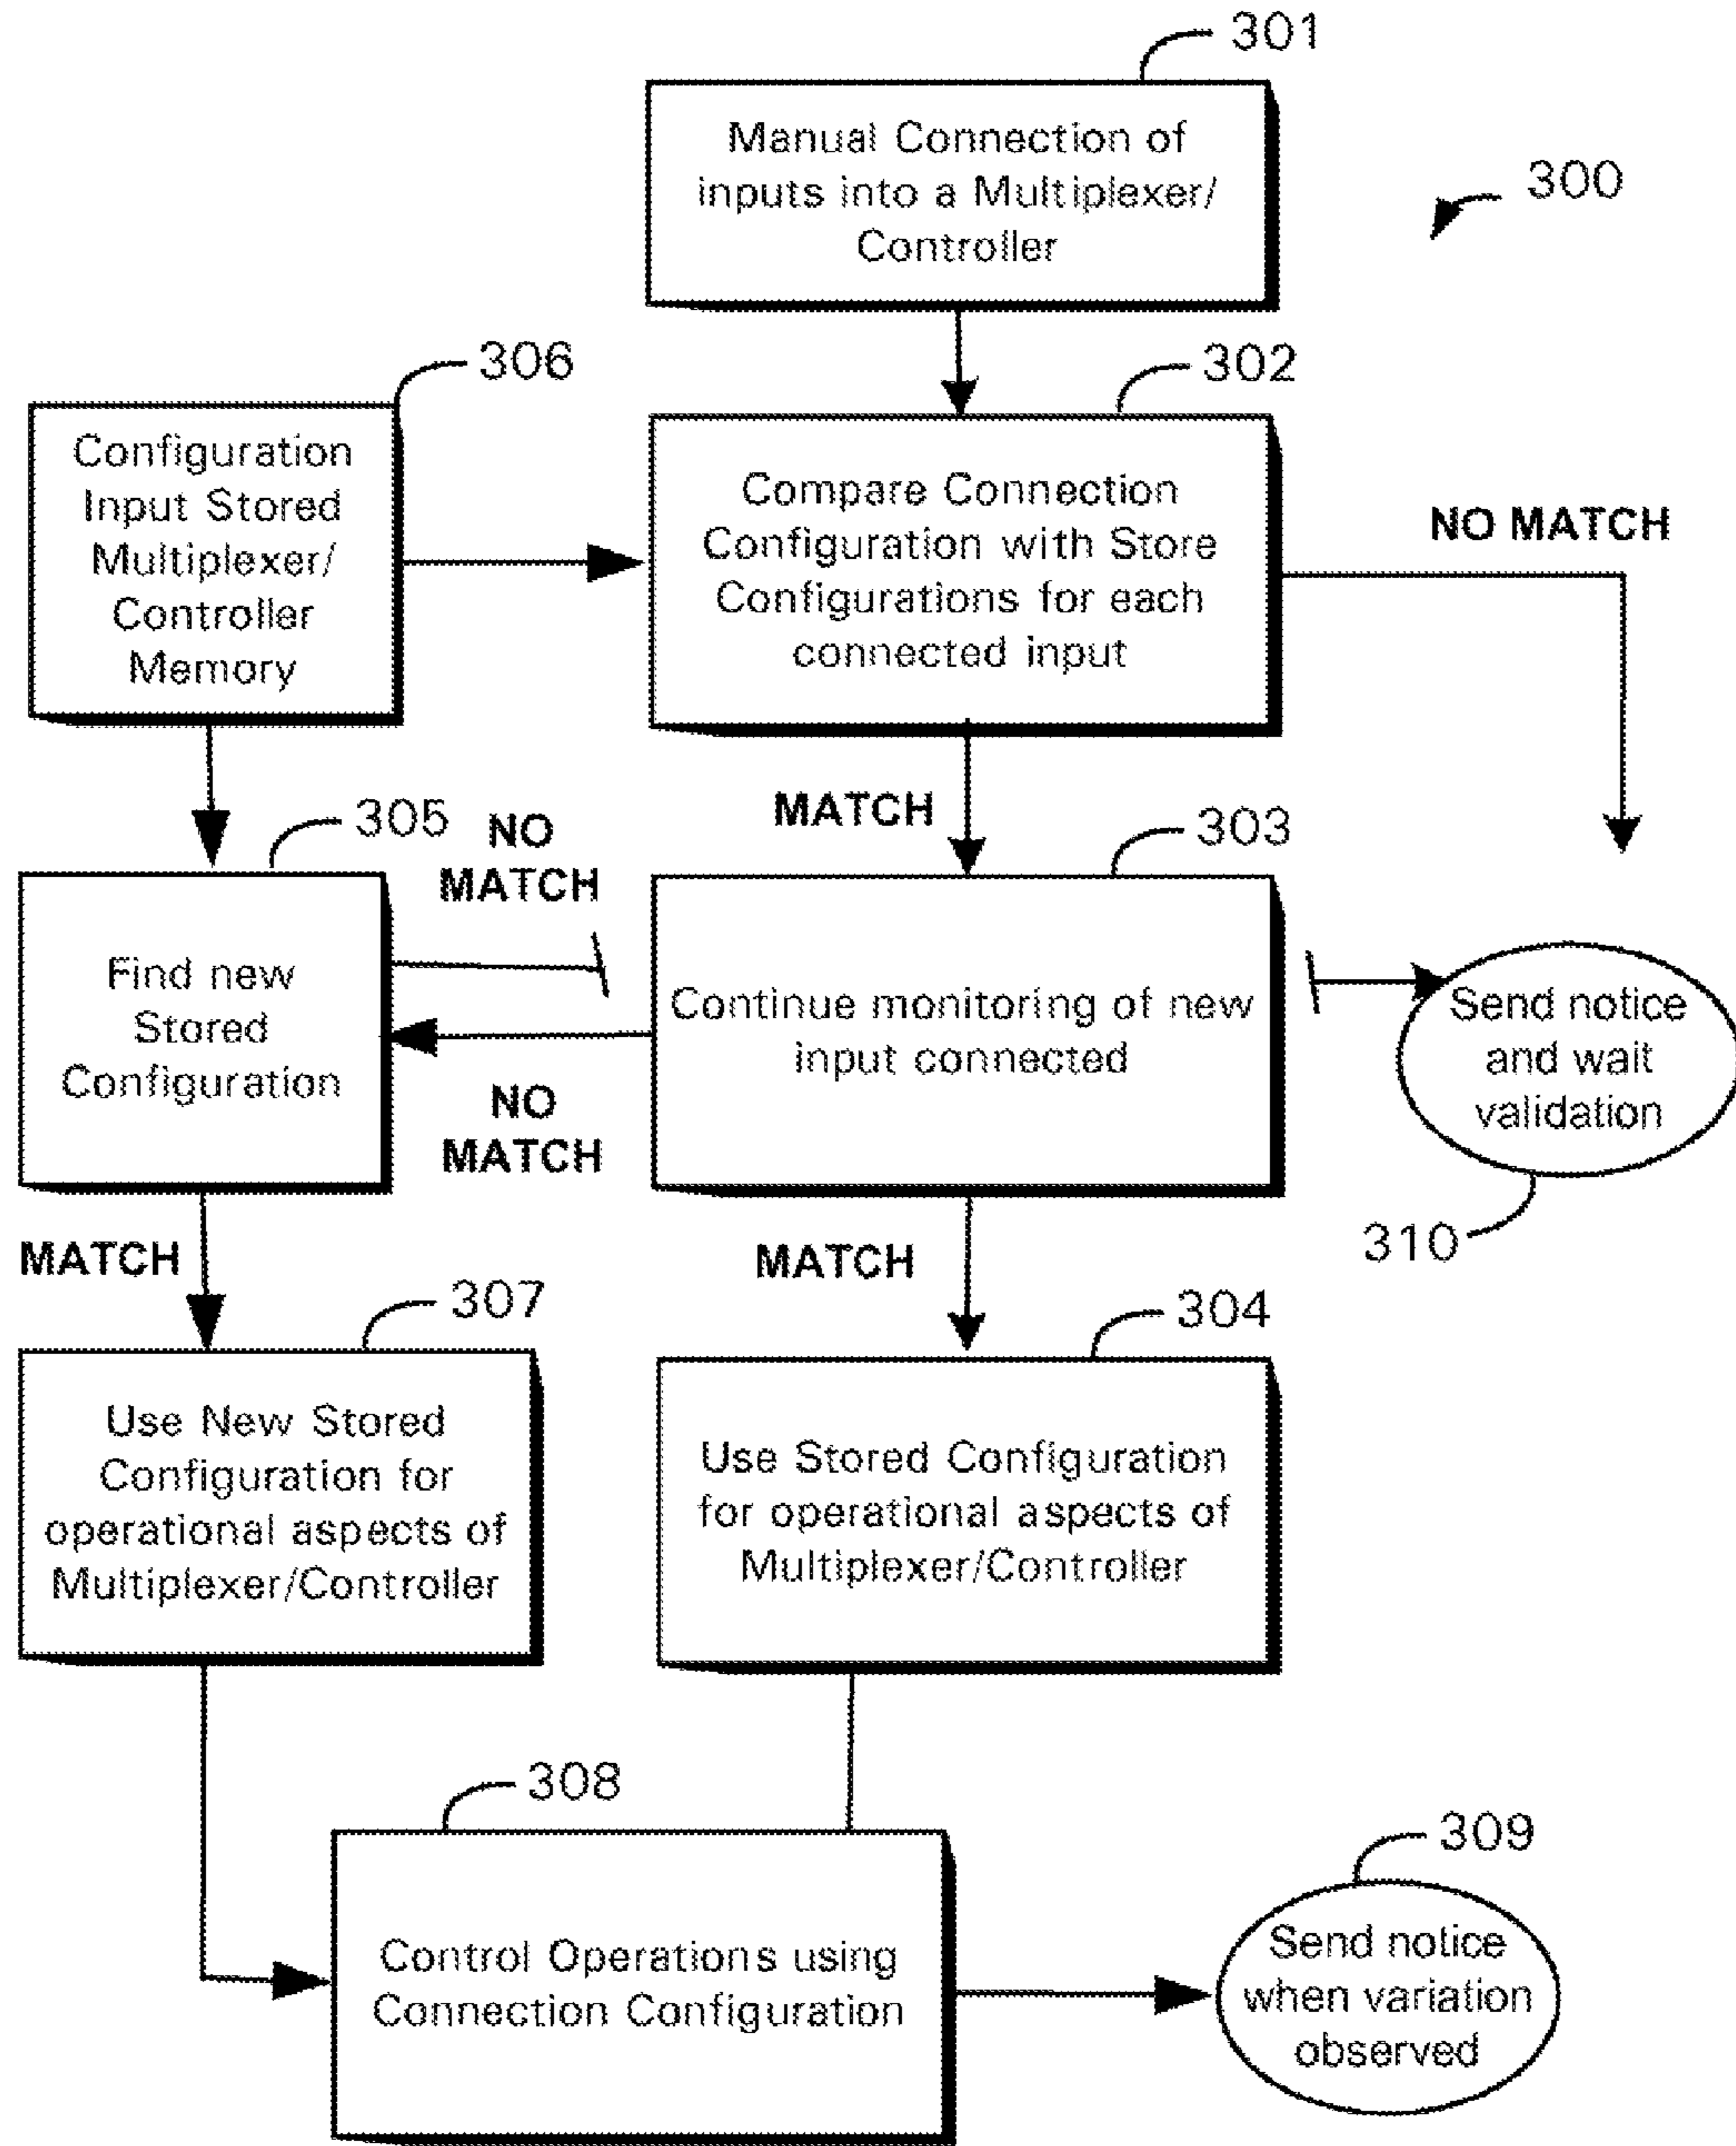 301
Manual Connection of
inputs into a Multiplexer/
Controller
300
306
Configuration
Input Stored
Multiplexer/
Controller
Memory
302
Compare Connection
Configuration with Store
Configurations for each
connected input
NO MATCH
MATCH
305
Find new
Stored
Configuration
NO
MATCH
NO
MATCH
303
Continue monitoring of new
input connected
Send notice
and wait
validation
310
MATCH
MATCH
307
Use New Stored
Configuration for
operational aspects of
Multiplexer/Controller
304
Use Stored Configuration
for operational aspects of
Multiplexer/Controller
308
Control Operations using
Connection Configuration
309
Send notice
when variation
observed